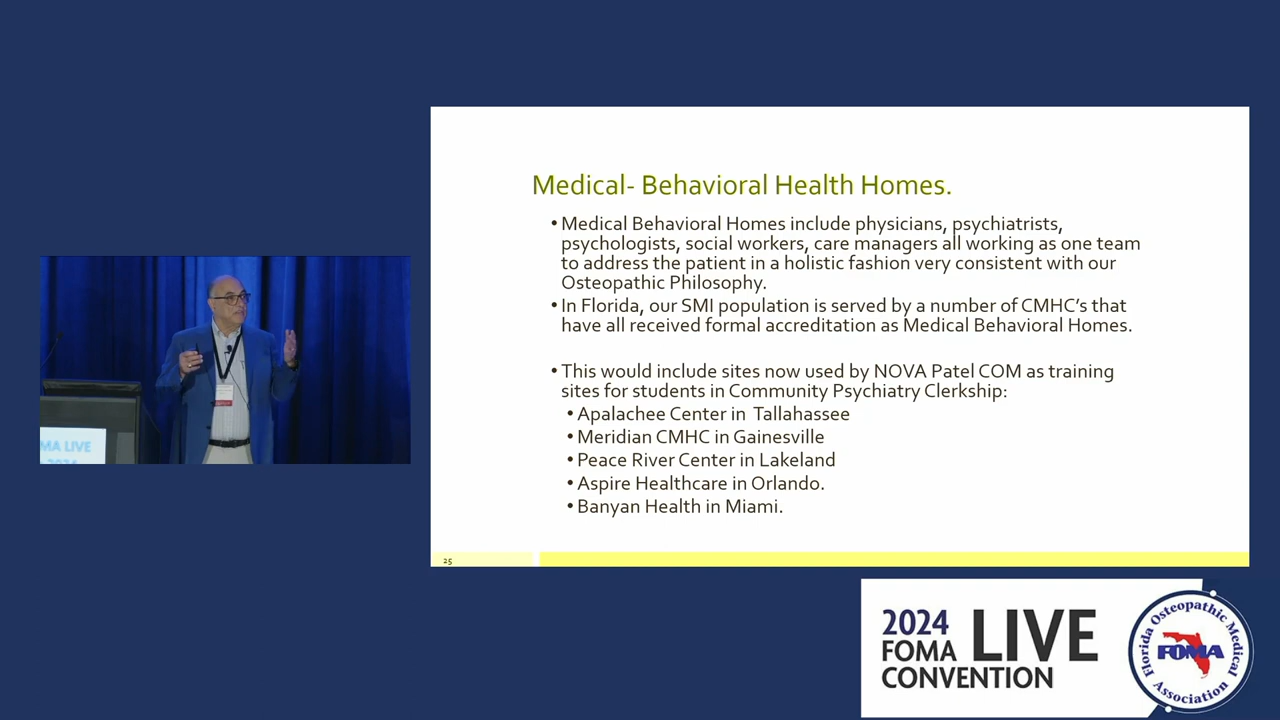 Medical- Behavioral Health Homes.
• Medical Behavioral Homes include physicians, psychiatrists,
psychologists, social workers, care managers all working as one team
to address the patient in a holistic fashion very consistent with our
Osteopathic Philosophy.
• In Florida, our SMI population is served by a number of CMHC's that
have all received formal accreditation as Medical Behavioral Homes.
• This would include sites now used by NOVA Patel COM as training
sites for students in Community Psychiatry Clerkship:
• Apalachee Center in Tallahassee
• Meridian CMHC in Gainesville
• Peace River Center in Lakeland
• Aspire Healthcare in Orlando.
• Banyan Health in Miami.
25
MA LIVE
2024
2024
FOMA
LIVE
CONVENTION
Florida Osteopathic Medical
FOMA
Association